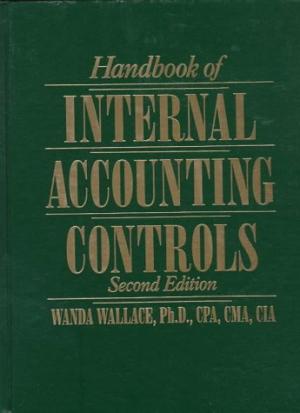 Handbook of
INTERNAL
ACCOUNTING
CONTROLS
Second Edition
WANDA WALLACE, Ph.D., CPA, CMA, CIA